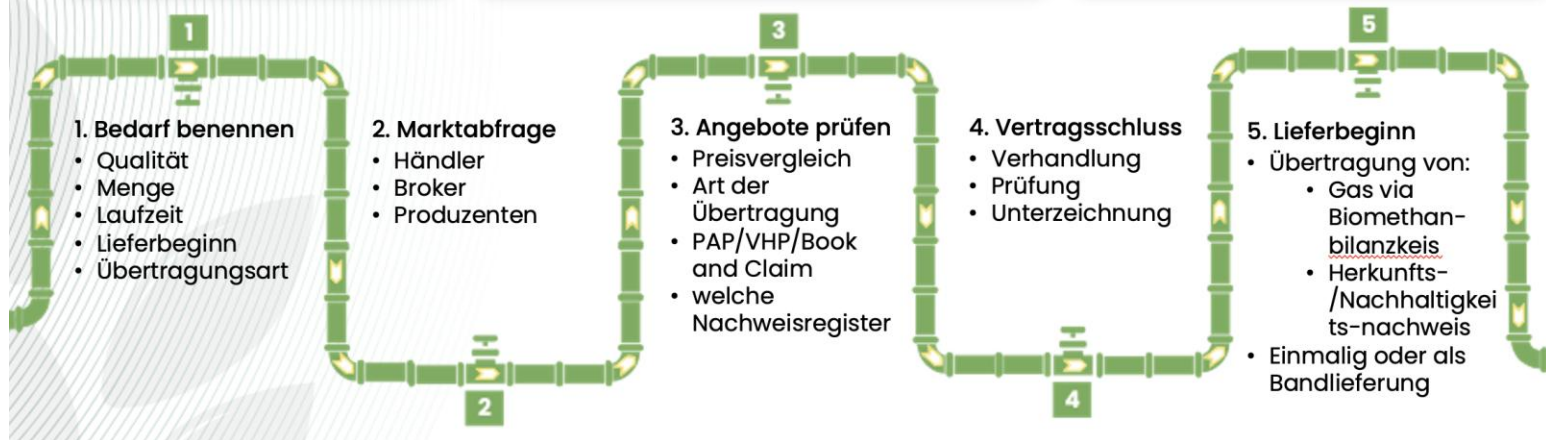 1
3
5
1. Bedarf benennen
• Qualität
• Menge
• Laufzeit
• Lieferbeginn
• Übertragungsart
2. Marktabfrage
• Händler
• Broker
• Produzenten
3. Angebote prüfen
• Preisvergleich
• Art der
Übertragung
• PAP/VHP/Book
and Claim
• welche
Nachweisregister
4. Vertragsschluss
• Verhandlung
• Prüfung
• Unterzeichnung
5. Lieferbeginn
• Übertragung von:
• Gas via
Biomethan-
bilanzkeis
• Herkunfts-
/Nachhaltigkei
ts-nachweis
• Einmalig oder als
Bandlieferung
2
4